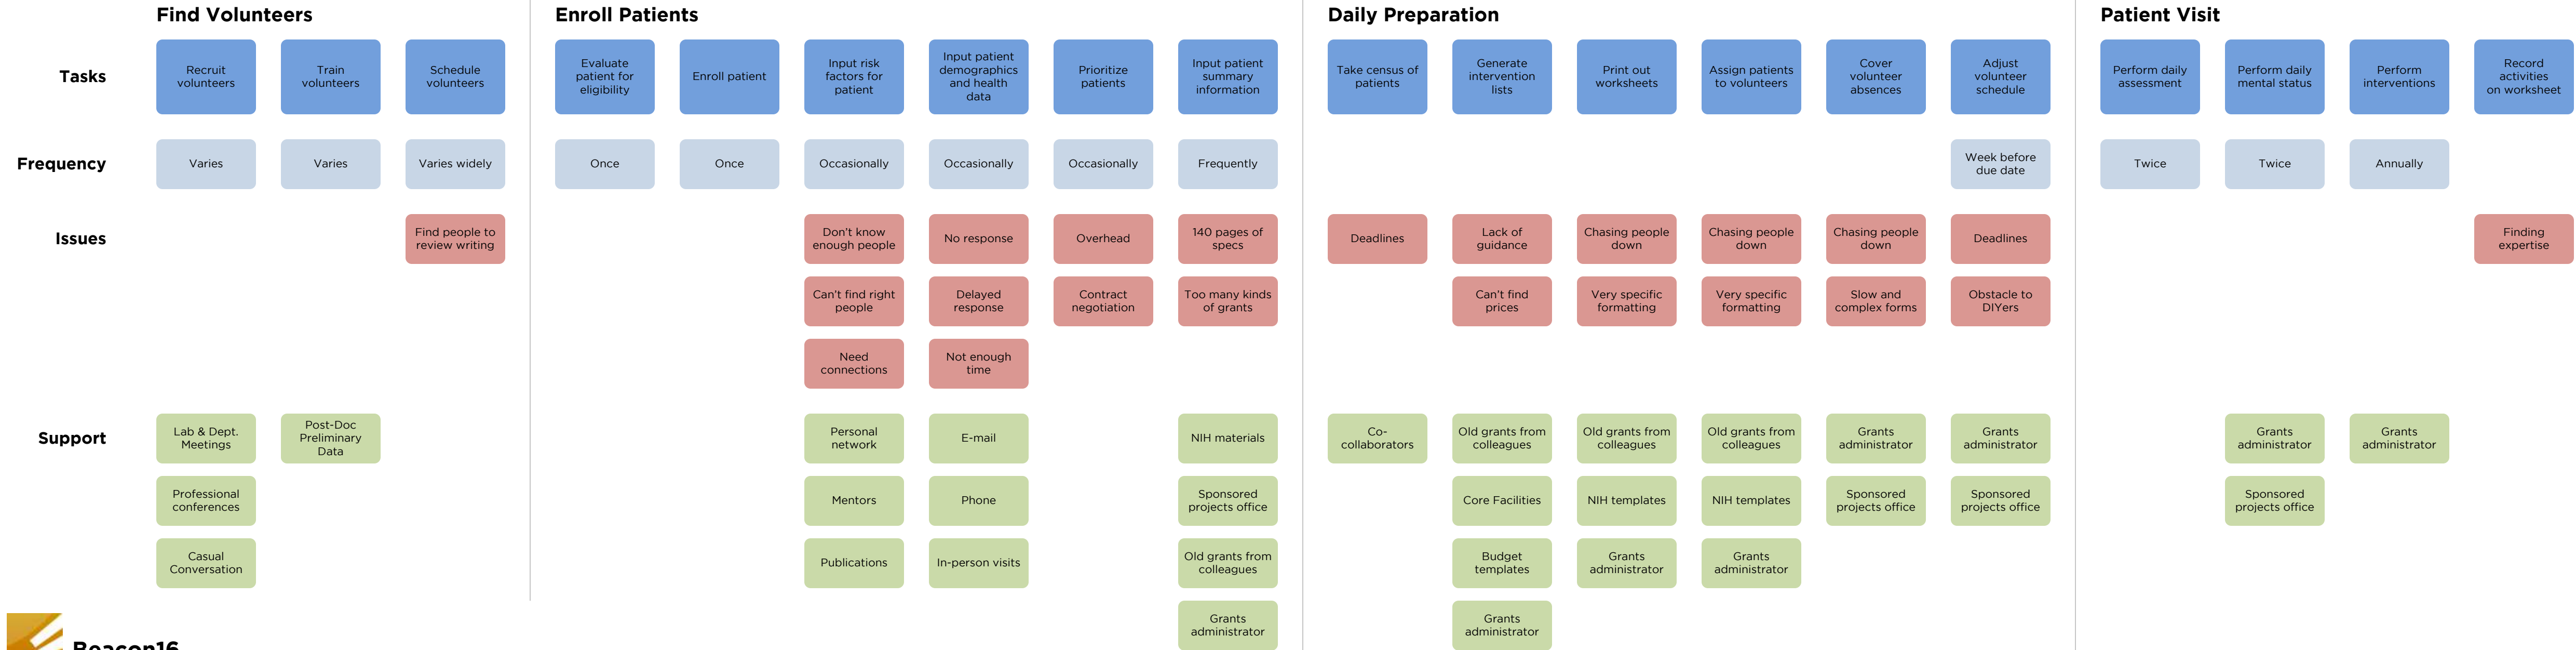 Find Volunteers
Enroll Patients
Daily Preparation
Patient Visit
Tasks
Recruit
volunteers
Train
volunteers
Schedule
volunteers
Evaluate
patient for
eligibility
Enroll patient
Input risk
factors for
patient
Input patient
demographics
and health
data
Prioritize
patients
Input patient
summary
information
Take census of
patients
Generate
intervention
lists
Print out
worksheets
Assign patients
to volunteers
Cover
volunteer
absences
Adjust
volunteer
schedule
Perform daily
assessment
Perform daily
mental status
Perform
interventions
Record
activities
on worksheet
Frequency
Varies
Varies
Varies widely
Once
Once
Occasionally
Occasionally
Occasionally
Frequently
Week before
due date
Twice
Twice
Annually
Issues
Find people to
review writing
Don't know
enough people
No response
Overhead
140 pages of
specs
Deadlines
Lack of
guidance
Chasing people
down
Chasing people
down
Chasing people
down
Deadlines
Finding
expertise
Can't find right
people
Delayed
response
Contract
negotiation
Too many kinds
of grants
Can't find
prices
Very specific
formatting
Very specific
formatting
Slow and
complex forms
Obstacle to
DIYers
Need
connections
Not enough
time
Support
Lab & Dept.
Meetings
Post-Doc
Preliminary
Data
Personal
network
E-mail
NIH materials
Co-
collaborators
Old grants from
colleagues
Old grants from
colleagues
Old grants from
colleagues
Grants
administrator
Grants
administrator
Grants
administrator
Grants
administrator
Professional
conferences
Mentors
Phone
Sponsored
projects office
Core Facilities
NIH templates
NIH templates
Sponsored
projects office
Sponsored
projects office
Sponsored
projects office
Casual
Conversation
Publications
In-person visits
Old grants from
colleagues
Budget
templates
Grants
administrator
Grants
administrator
Grants
administrator
Grants
administrator
Beacon16